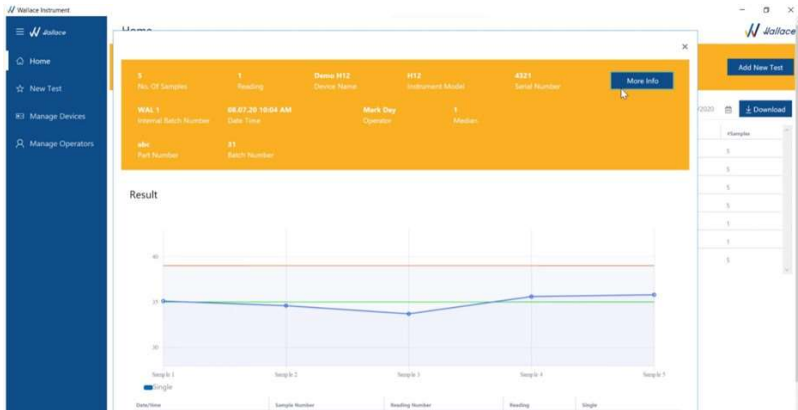 Wallace Instrument
Wallace
Home
Wallace
Home
New Test
Manage Devices
Manage Operators
Add New Test
/2020
Download
#Samples
5
5
5
5
1
1
5
5
1
Demo H12
H12
4321
More Info
No. Of Samples
Reading
Device Name
Instrument Model
Serial Number
WAL 1
08.07.20 10:04 AM
Mark Day
1
Internal Batch Number
Date Time
Operator
Median
abc
#1
Part Number
Batch Number
Result
40
35
30
Sample 1
Sample 2
Sample 3
Sample 4
Sample 5
Single
Date/Time
Sample Number
Reading Number
Reading
Single